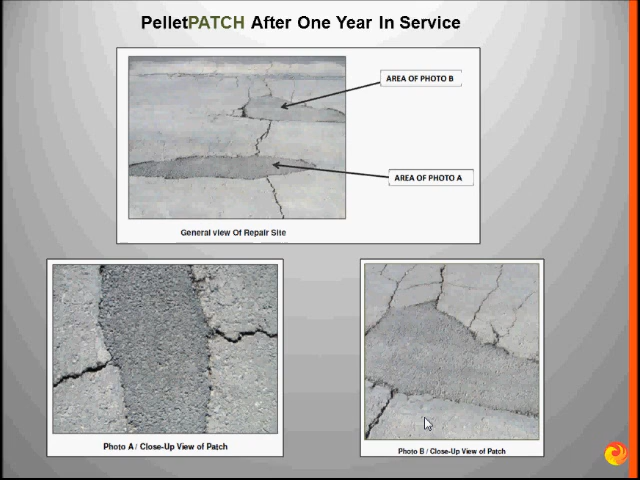 PelletPATCH After One Year In Service
AREA OF PHOTO B
AREA OF PHOTO A
General view Of Repair Site
Photo A / Close-Up View of Patch
Photo B / Close-Up View of Patch